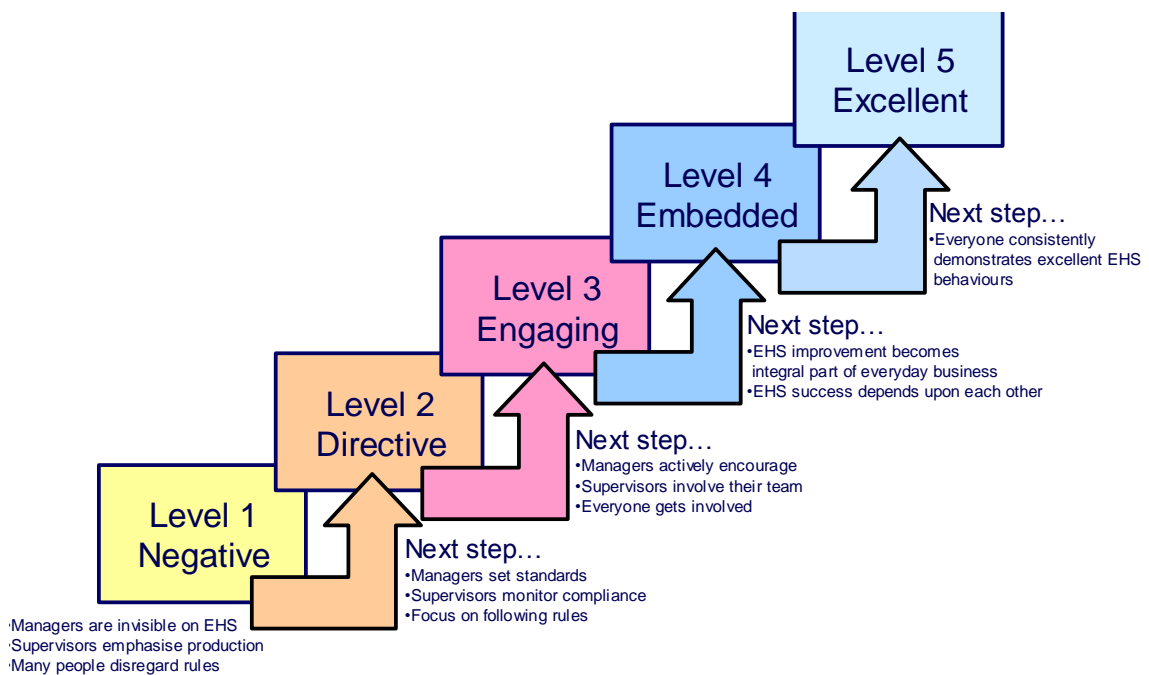 Level 5
Excellent
Level 4
Embedded
Next step…
•Everyone consistently
demonstrates excellent EHS
behaviours
Level 3
Engaging
Next step…
•EHS improvement becomes
integral part of everyday business
•EHS success depends upon each other
Level 2
Directive
Next step…
•Managers actively encourage
•Supervisors involve their team
•Everyone gets involved
Level 1
Negative
Next step…
•Managers set standards
•Supervisors monitor compliance
•Focus on following rules
•Managers are invisible on EHS
•Supervisors emphasise production
•Many people disregard rules